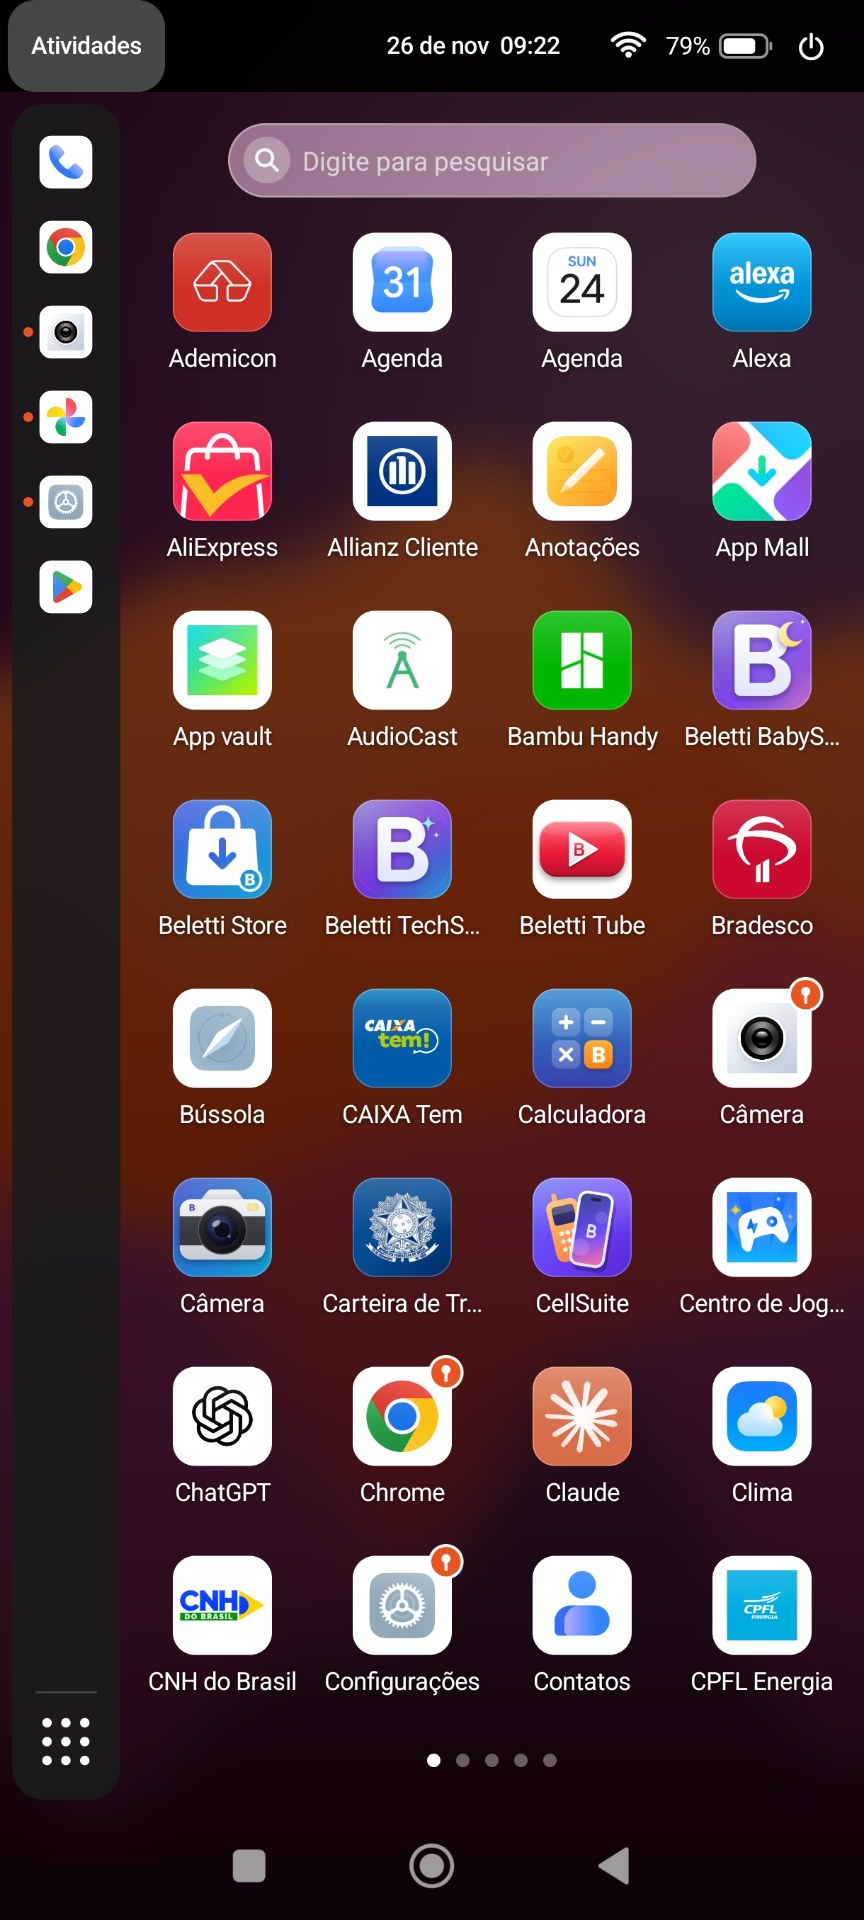 Atividades 26 de nov 09:22 79%
Digite para pesquisar
31 SUN 24 alexa
Ademicon Agenda Agenda Alexa
AliExpress Allianz Cliente Anotações App Mall
A B
App vault AudioCast Bambu Handy Beletti BabyS...
B B B
Beletti Store Beletti TechS... Beletti Tube Bradesco
CAIXA tem! + − × B
Bússola CAIXA Tem Calculadora Câmera
B B
Câmera Carteira de Tr... CellSuite Centro de Jog...
ChatGPT Chrome Claude Clima
CNH DO BRASIL CPFL ENERGIA
CNH do Brasil Configurações Contatos CPFL Energia